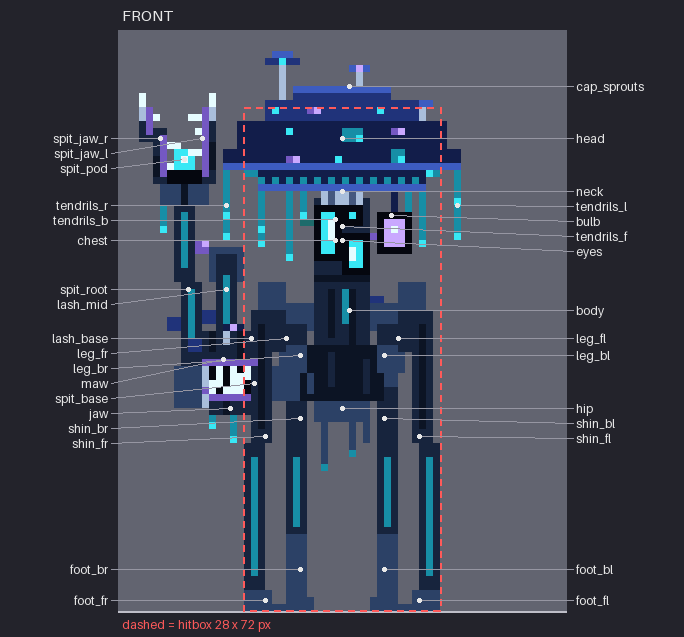 FRONT
cap_sprouts
spit_jaw_r
head
spit_jaw_l
spit_pod
neck
tendrils_r
tendrils_l
tendrils_b
bulb
tendrils_f
chest
eyes
spit_root
lash_mid
body
lash_base
leg_fl
leg_fr
leg_bl
leg_br
maw
spit_base
jaw
hip
shin_br
shin_bl
shin_fr
shin_fl
foot_br
foot_bl
foot_fr
foot_fl
dashed = hitbox 28 x 72 px